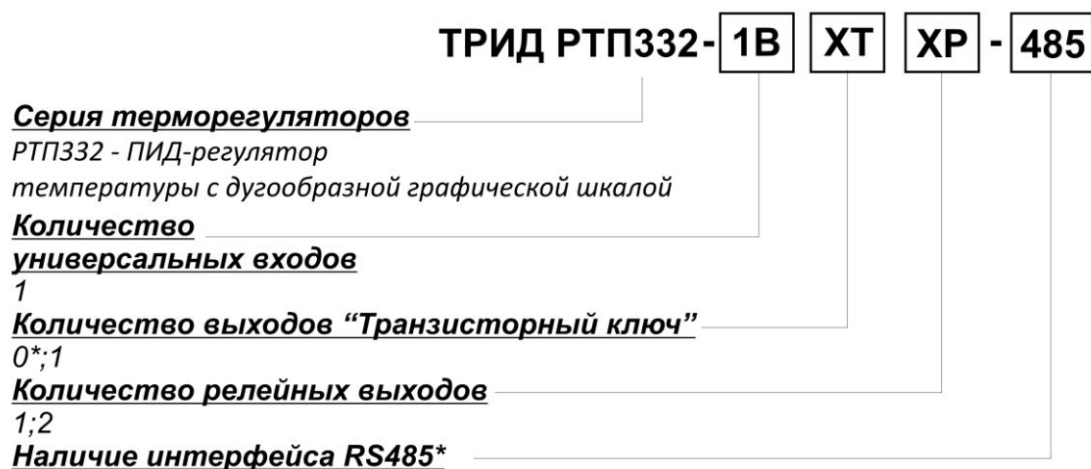 ТРИД РТП332- 1В ХТ ХР - 485
Серия терморегуляторов
РТП332 - ПИД-регулятор
температуры с дугообразной графической шкалой
Количество
универсальных входов
1
Количество выходов “Транзисторный ключ”
0*;1
Количество релейных выходов
1;2
Наличие интерфейса RS485*